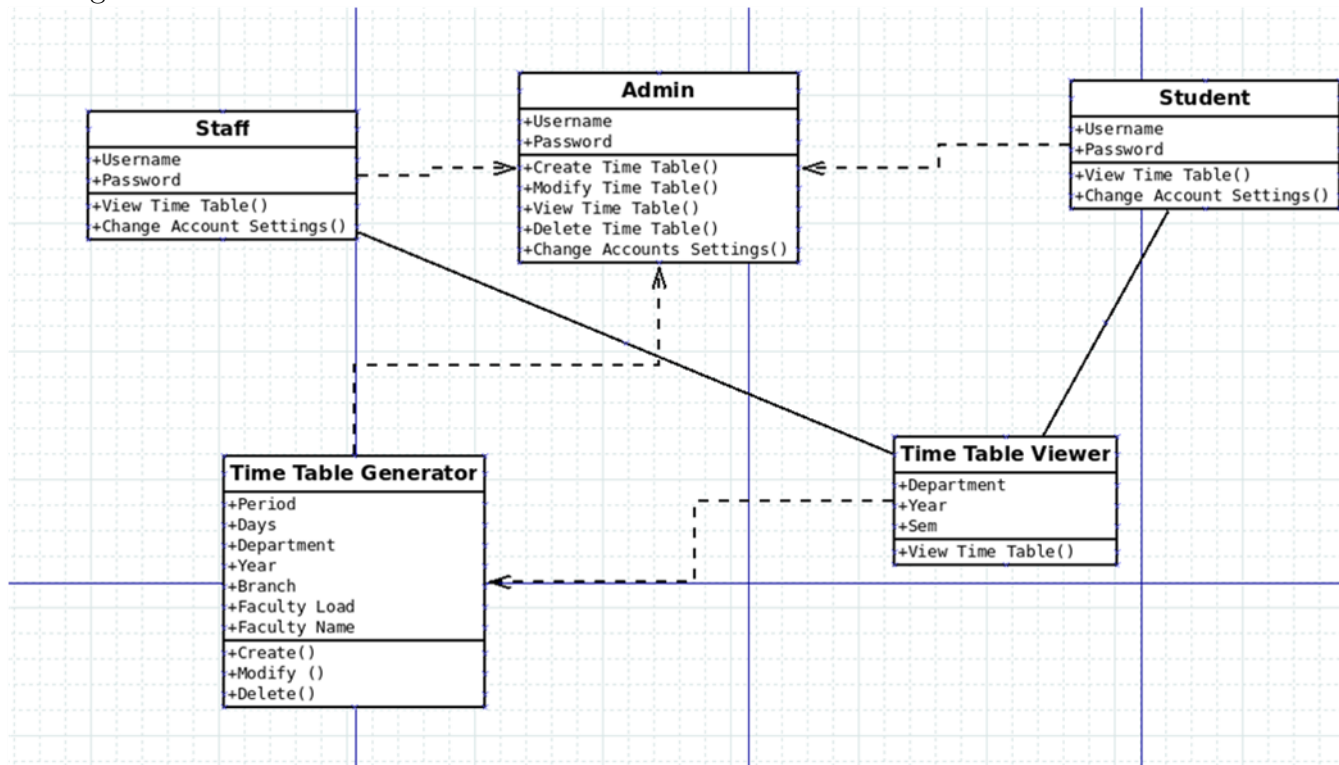 Staff
+Username
+Password
+View Time Table()
+Change Account Settings()
Admin
+Username
+Password
+Create Time Table()
+Modify Time Table()
+View Time Table()
+Delete Time Table()
+Change Accounts Settings()
Student
+Username
+Password
+View Time Table()
+Change Account Settings()
Time Table Generator
+Period
+Days
+Department
+Year
+Branch
+Faculty Load
+Faculty Name
+Create()
+Modify ()
+Delete()
Time Table Viewer
+Department
+Year
+Sem
+View Time Table()